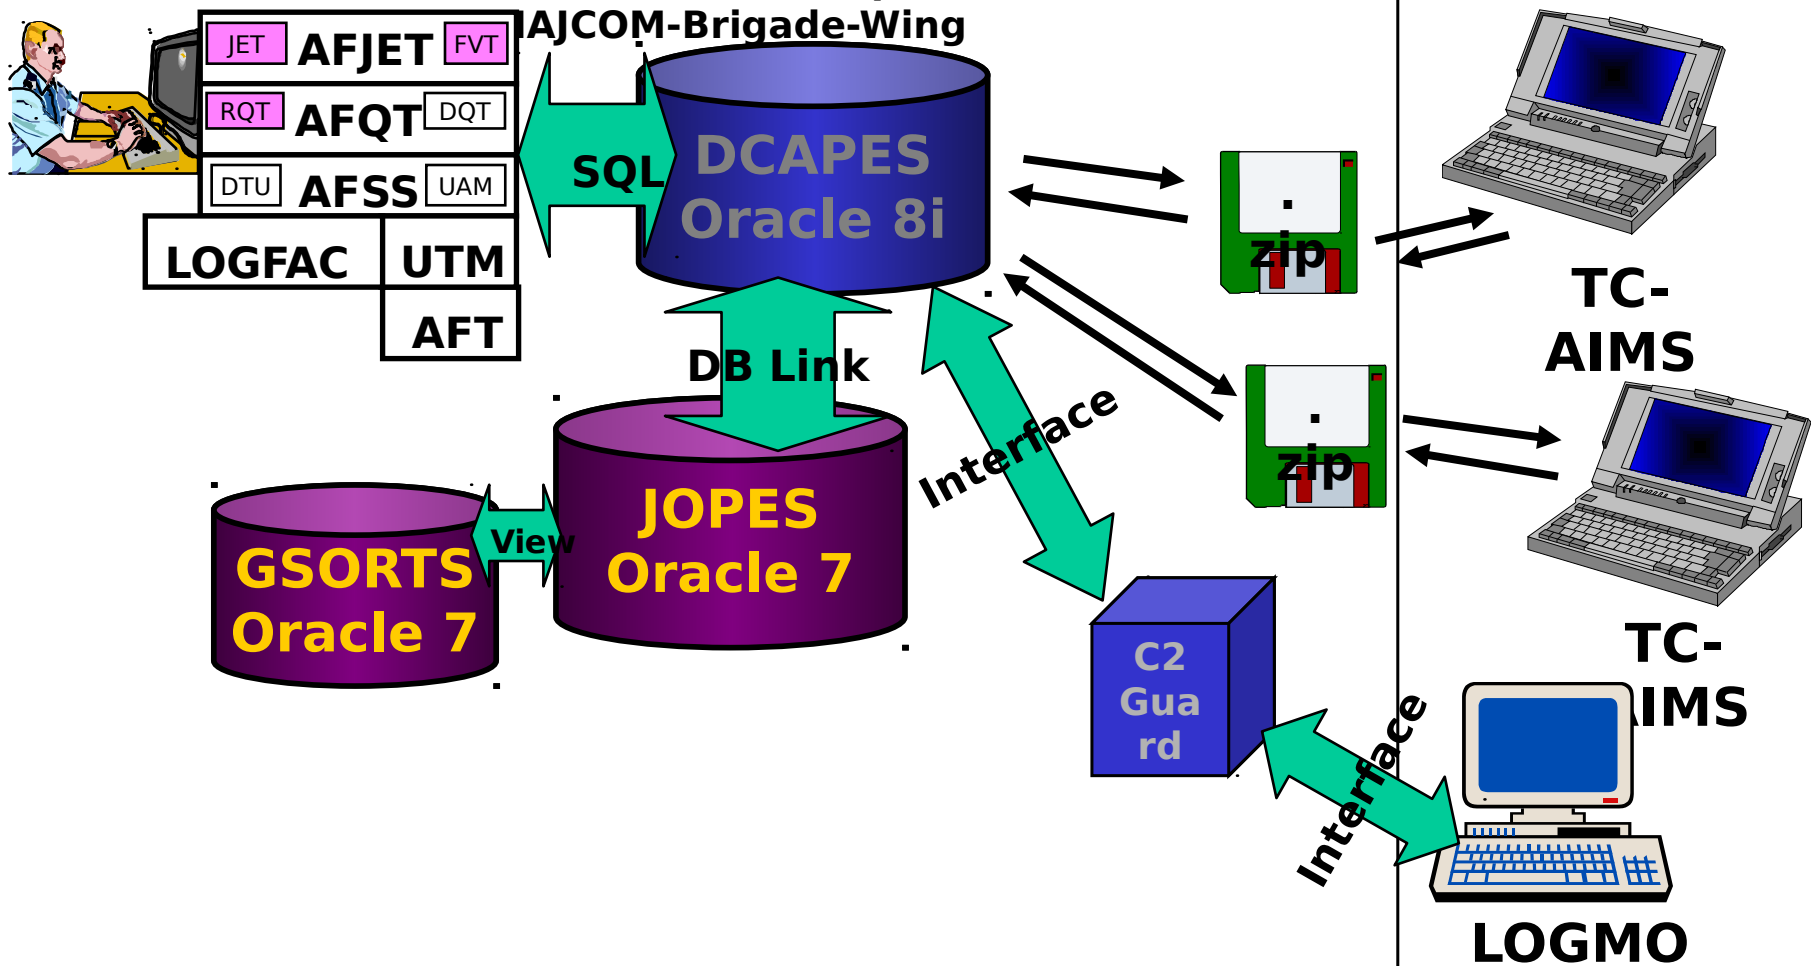 AJCOM-Brigade-Wing
JET AFJET FVT
RQT AFQT DQT
DTU AFSS UAM
LOGFAC UTM
AFT
SQL
DCAPES
Oracle 8i
DB Link
JOPES
Oracle 7
View
GSORTS
Oracle 7
Interface
C2
Gua
rd
Interface
.
zip
.
zip
TC-
AIMS
TC-
AIMS
LOGMO